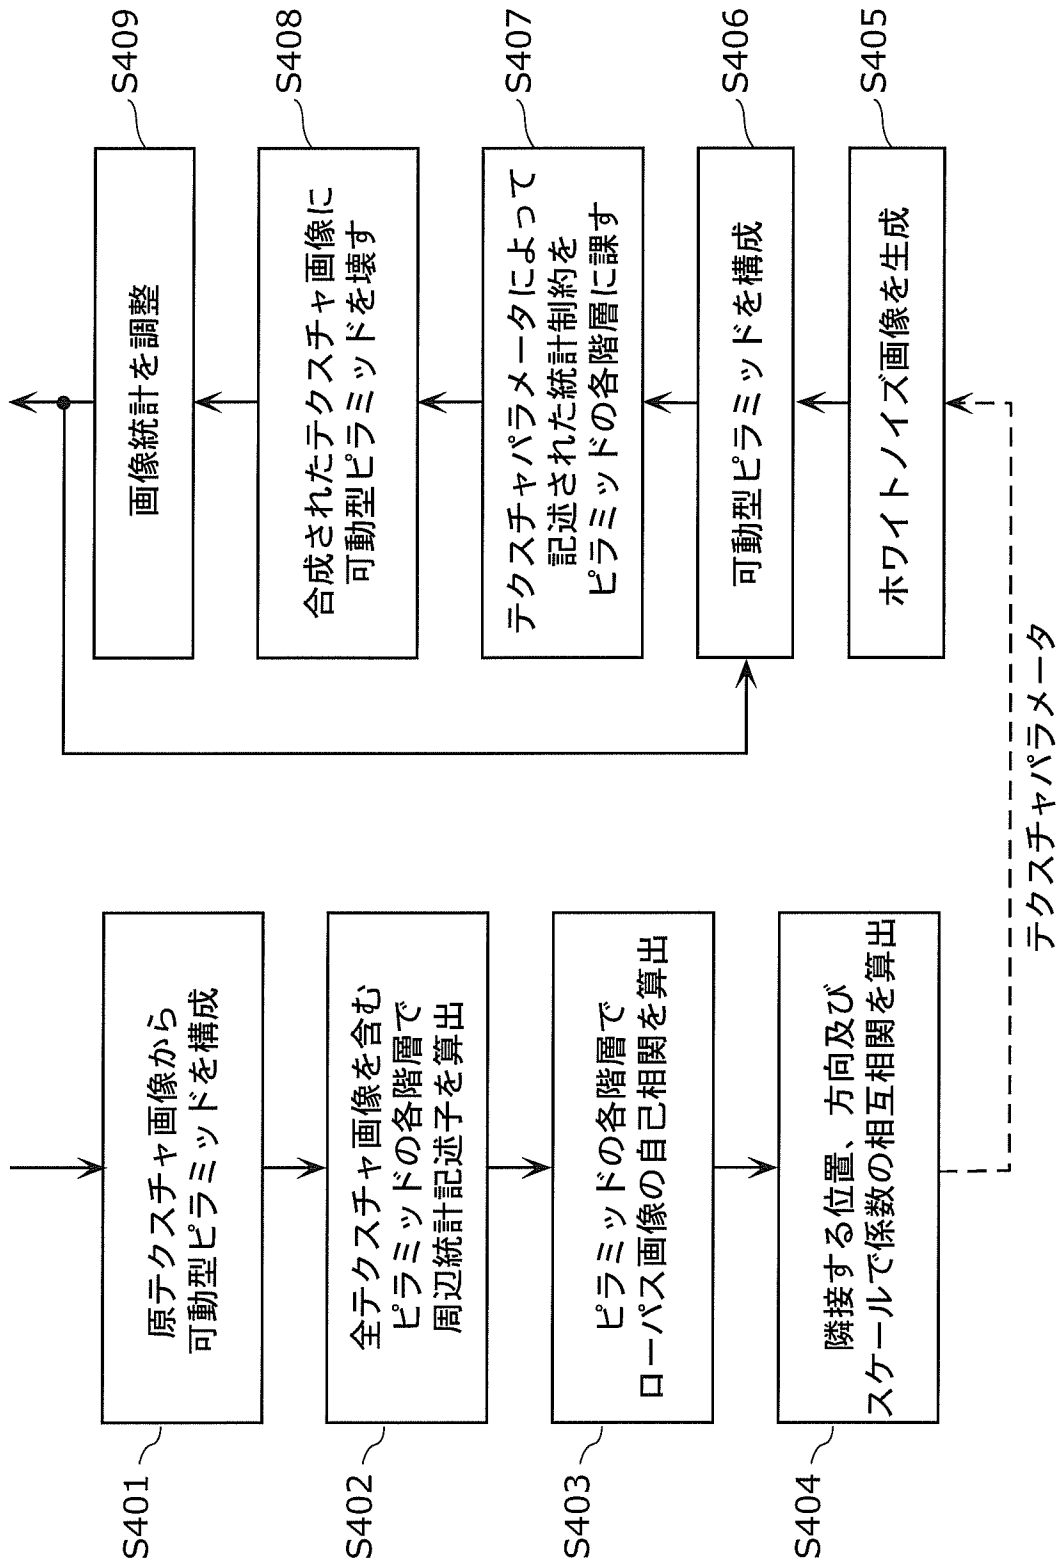 S401
原テクスチャ画像から
可動型ピラミッドを構成
S402
全テクスチャ画像を含む
ピラミッドの各階層で
周辺統計記述子を算出
S403
ピラミッドの各階層で
ローパス画像の自己相関を算出
S404
隣接する位置、方向及び
スケールで係数の相互相関を算出
テクスチャパラメータ
S405
ホワイトノイズ画像を生成
S406
可動型ピラミッドを構成
S407
テクスチャパラメータによって
記述された統計制約を
ピラミッドの各階層に課す
S408
合成されたテクスチャ画像に
可動型ピラミッドを壊す
S409
画像統計を調整